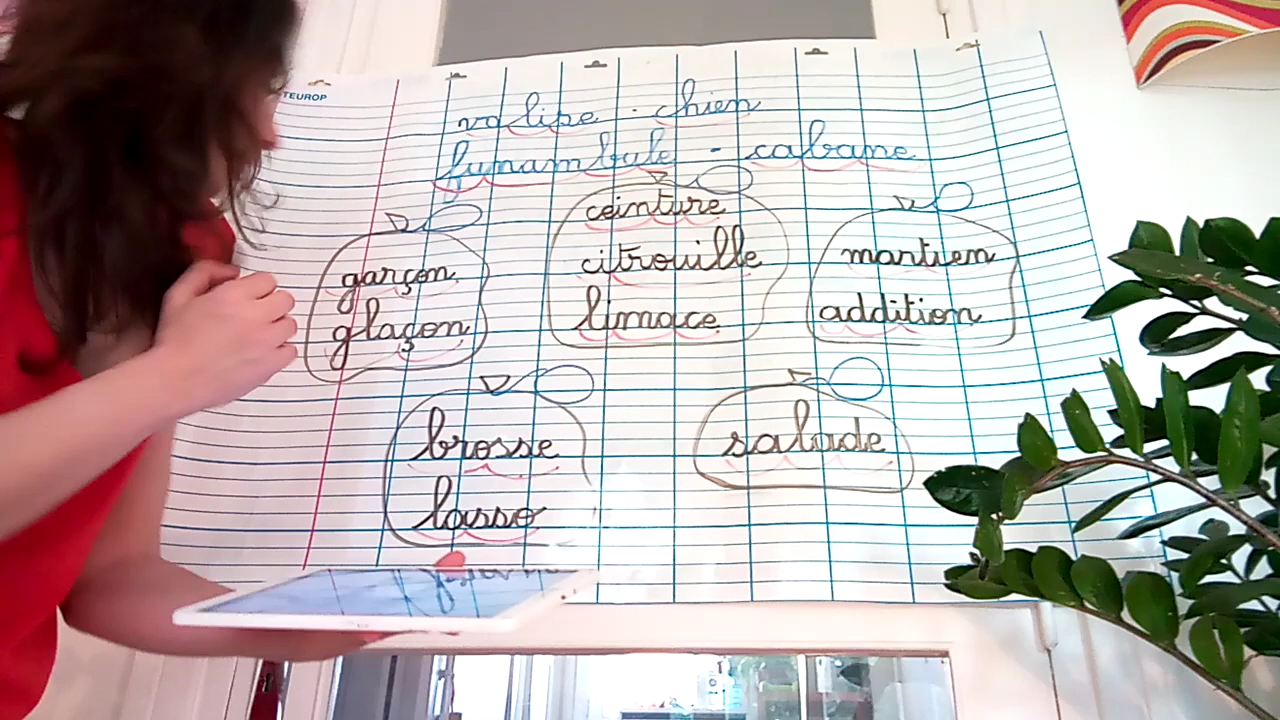 TEUROP
valise - chien
funambule - cabane
garçon
glaçon
ceinture
citrouille
limace
martien
addition
brosse
lasso
salade